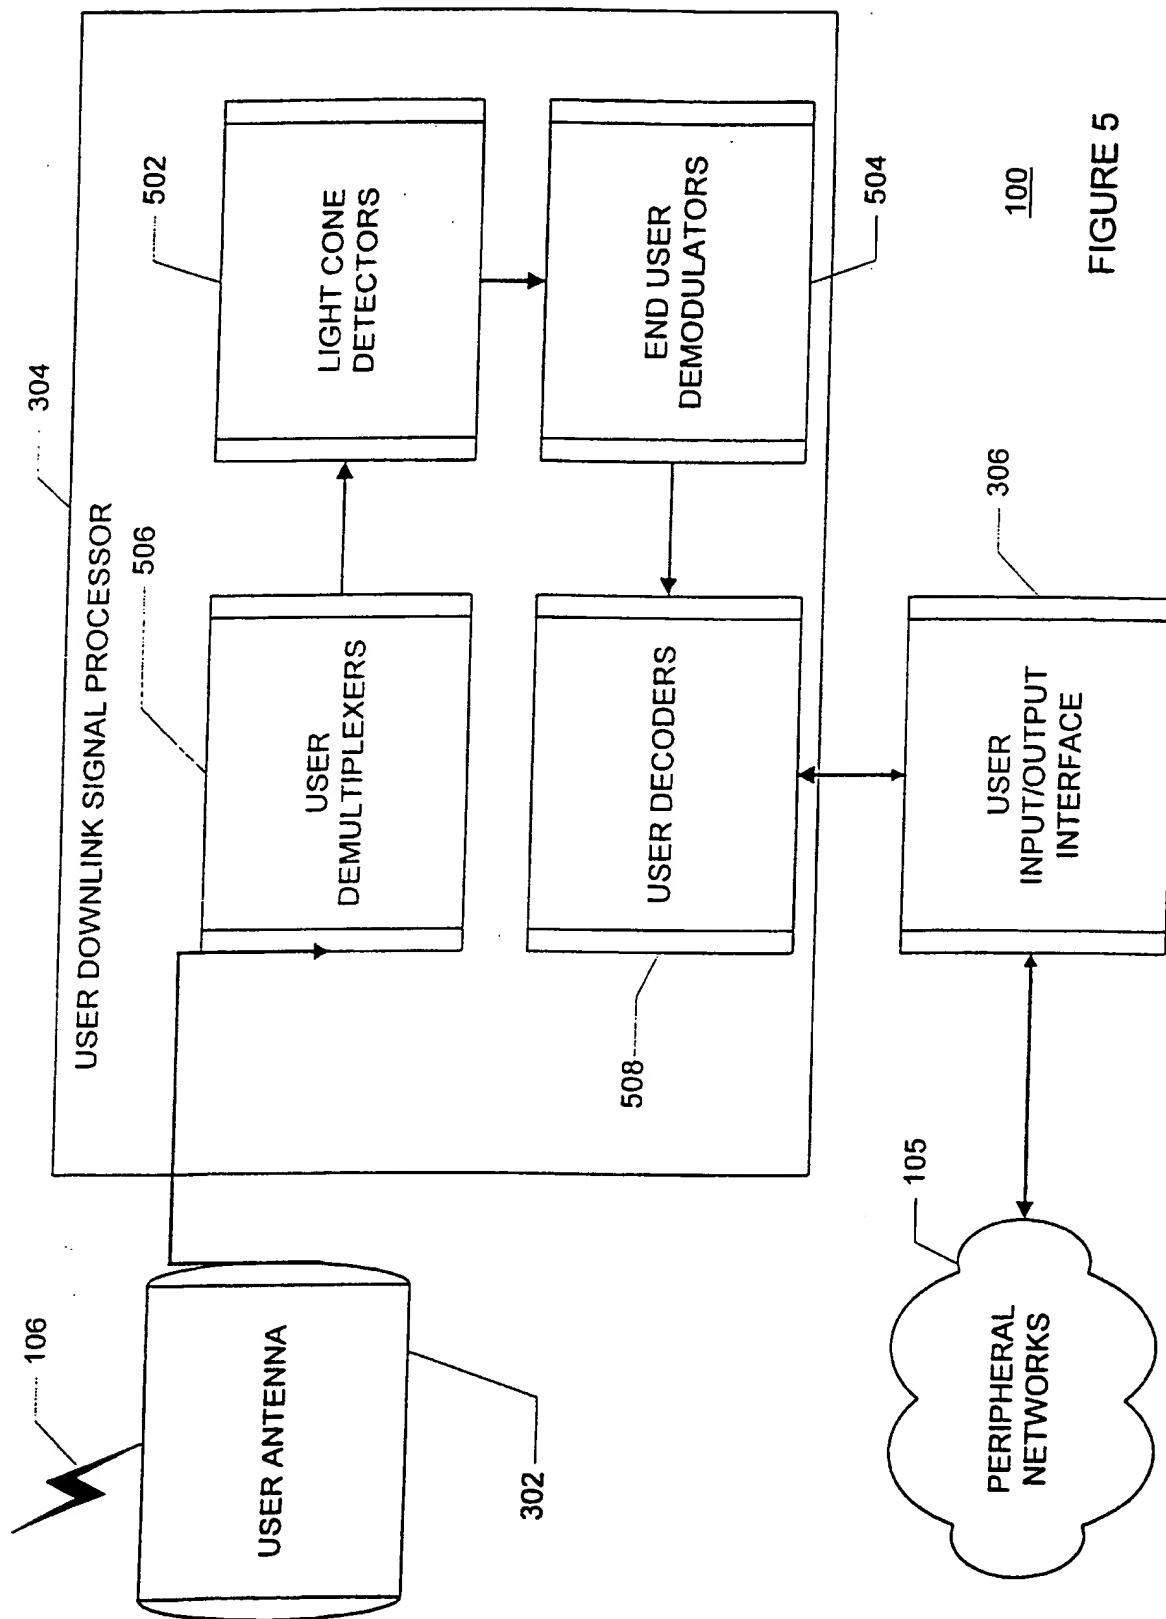 304
USER DOWNLINK SIGNAL PROCESSOR
506
502
USER
DEMULTIPLEXERS
LIGHT CONE
DETECTORS
106
USER ANTENNA
302
508
USER DECODERS
END USER
DEMODULATORS
504
105
PERIPHERAL
NETWORKS
USER
INPUT/OUTPUT
INTERFACE
306
100
FIGURE 5